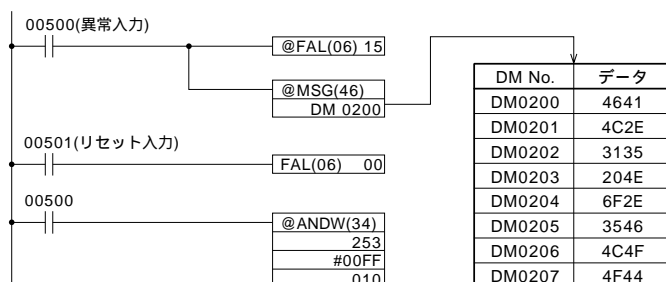 00500(異常入力)
@FAL(06) 15
@MSG(46)
DM 0200
00501(リセット入力)
FAL(06) 00
00500
@ANDW(34)
253
#00FF
010
DM No. データ
DM0200 4641
DM0201 4C2E
DM0202 3135
DM0203 204E
DM0204 6F2E
DM0205 3546
DM0206 4C4F
DM0207 4F44